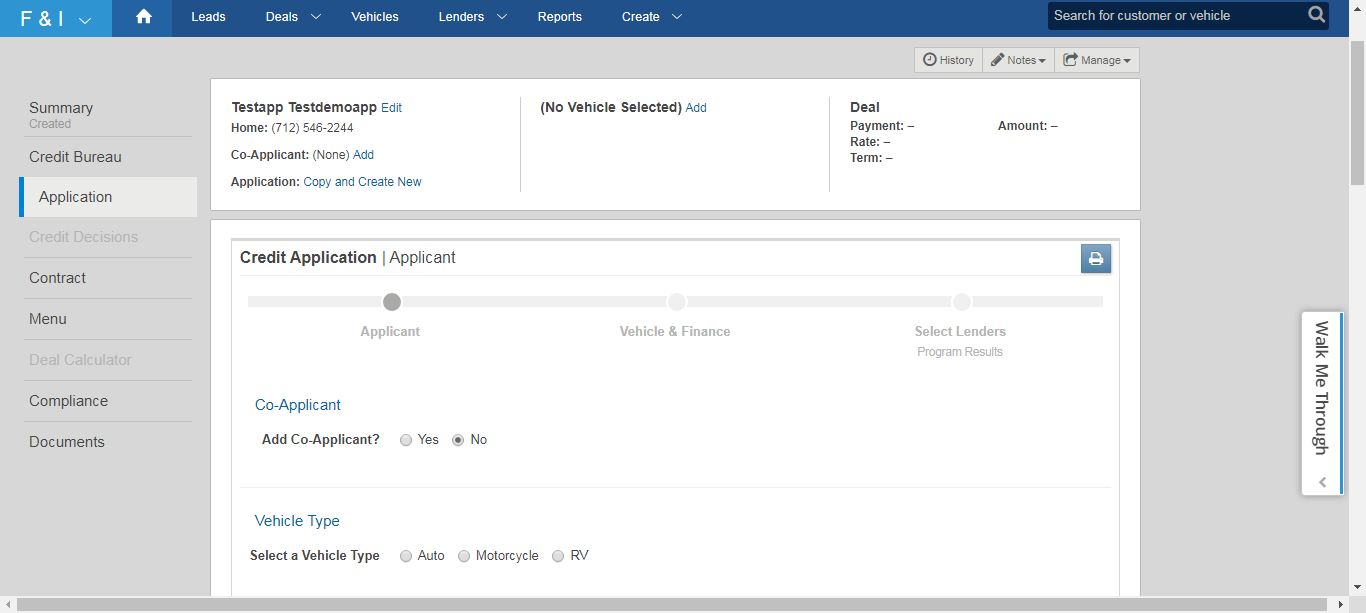 F & I
Leads Deals Vehicles Lenders Reports Create
Search for customer or vehicle
History Notes Manage
Summary
Created
Credit Bureau
Application
Credit Decisions
Contract
Menu
Deal Calculator
Compliance
Documents
Testapp Testdemoapp Edit
Home: (712) 546-2244
Co-Applicant: (None) Add
Application: Copy and Create New
(No Vehicle Selected) Add
Deal
Payment: – Amount: –
Rate: –
Term: –
Credit Application | Applicant
Applicant Vehicle & Finance Select Lenders
Program Results
Co-Applicant
Add Co-Applicant? Yes No
Vehicle Type
Select a Vehicle Type Auto Motorcycle RV
Walk Me Through